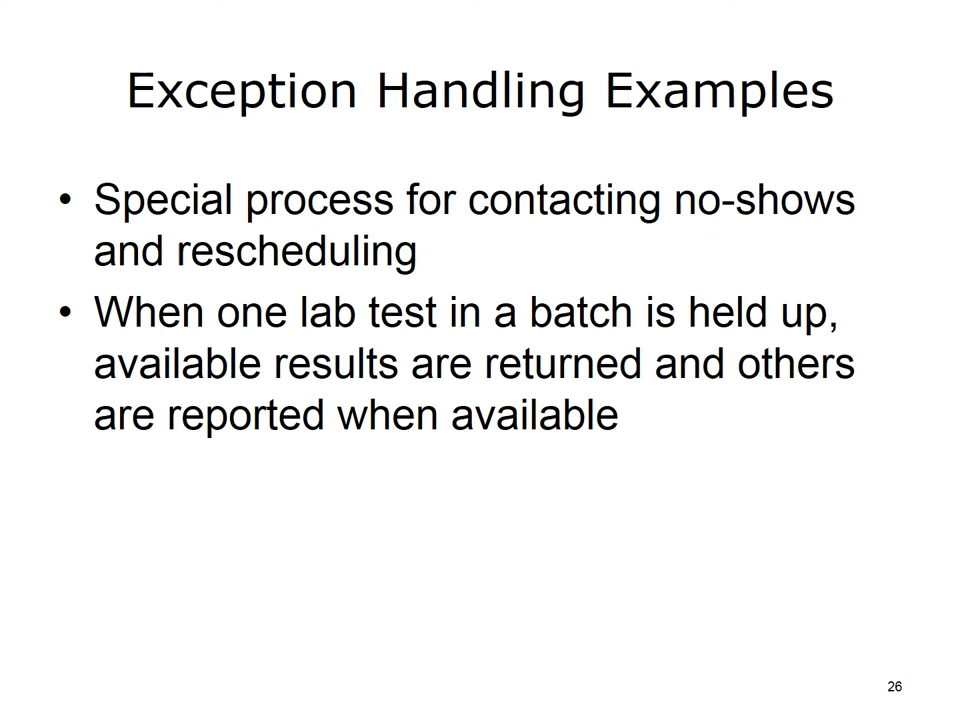 Exception Handling Examples
• Special process for contacting no-shows
and rescheduling
• When one lab test in a batch is held up,
available results are returned and others
are reported when available
26